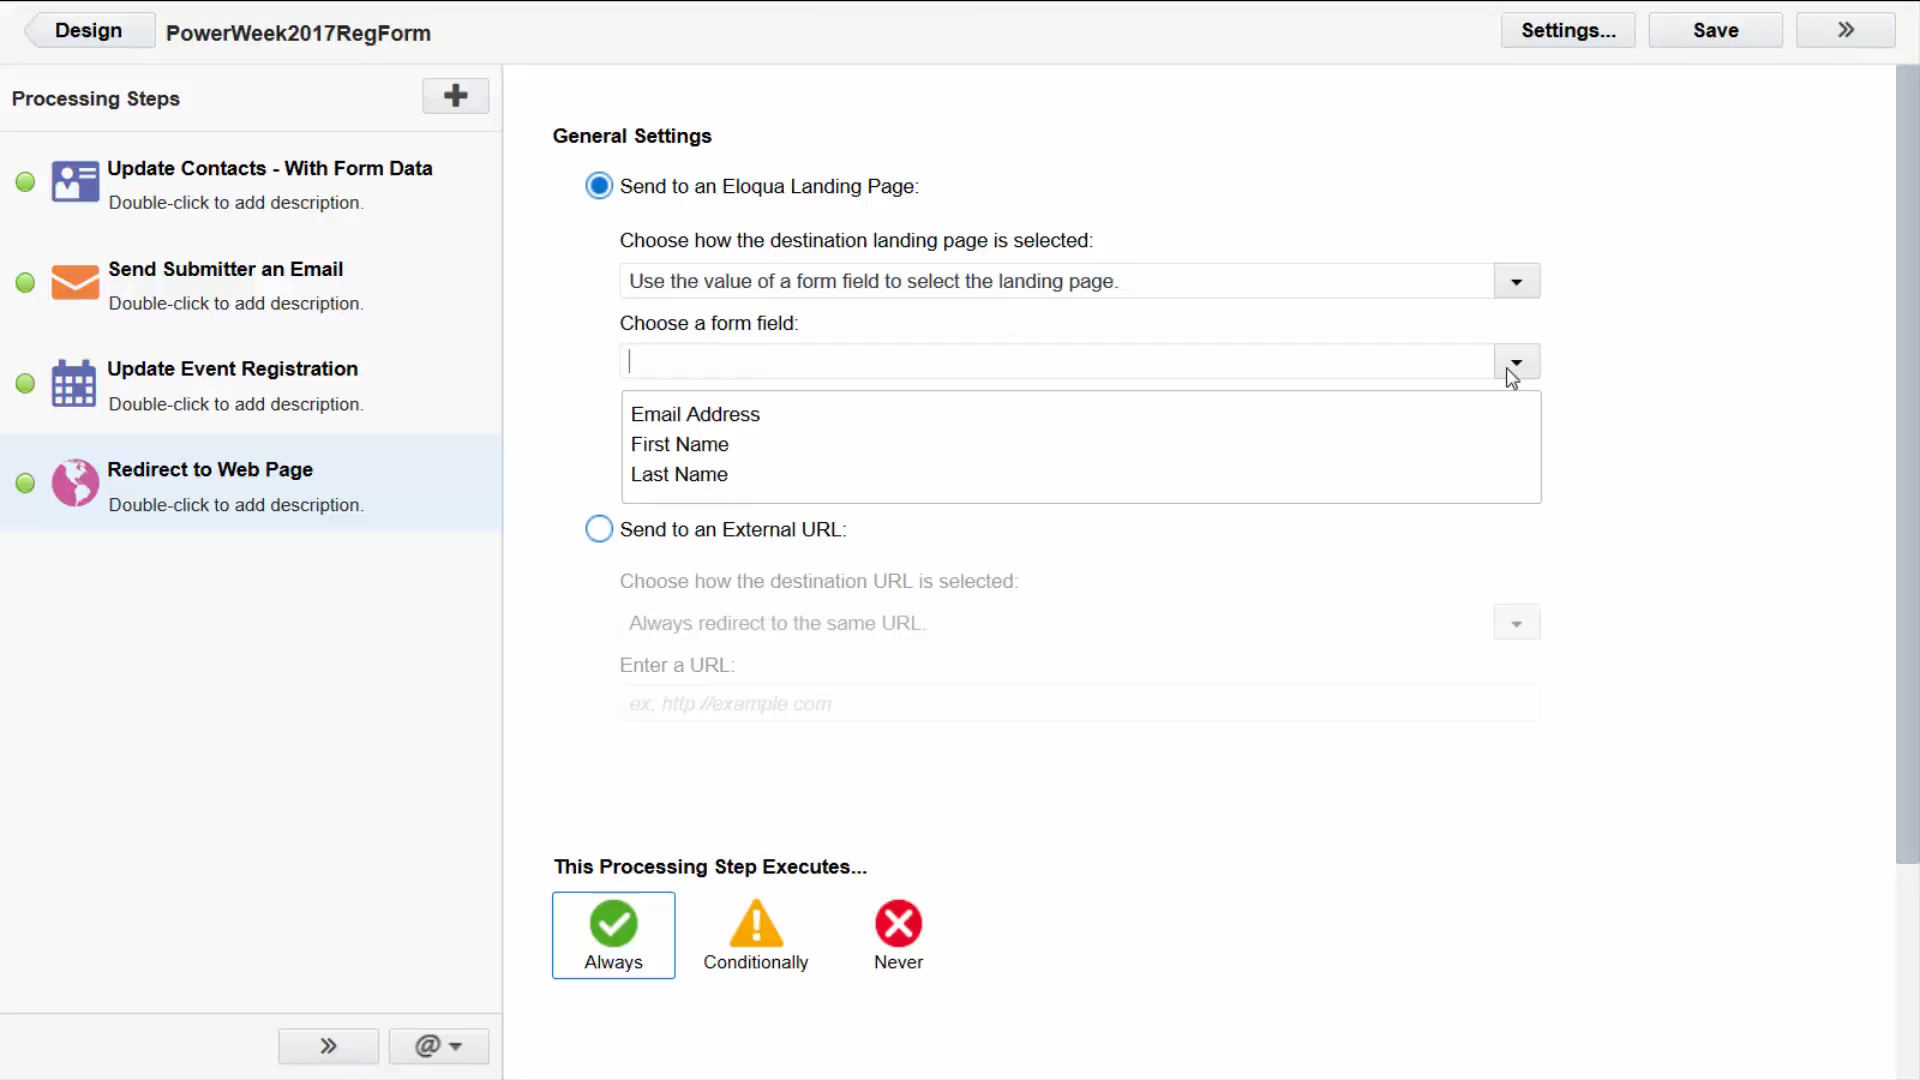 Design
PowerWeek2017RegForm
Settings...
Save
Processing Steps
Update Contacts - With Form Data
Double-click to add description.
Send Submitter an Email
Double-click to add description.
Update Event Registration
Double-click to add description.
Redirect to Web Page
Double-click to add description.
@
General Settings
Send to an Eloqua Landing Page:
Choose how the destination landing page is selected:
Use the value of a form field to select the landing page.
Choose a form field:
Email Address
First Name
Last Name
Send to an External URL:
Choose how the destination URL is selected:
Always redirect to the same URL.
Enter a URL:
ex. http://example.com
This Processing Step Executes...
Always
Conditionally
Never